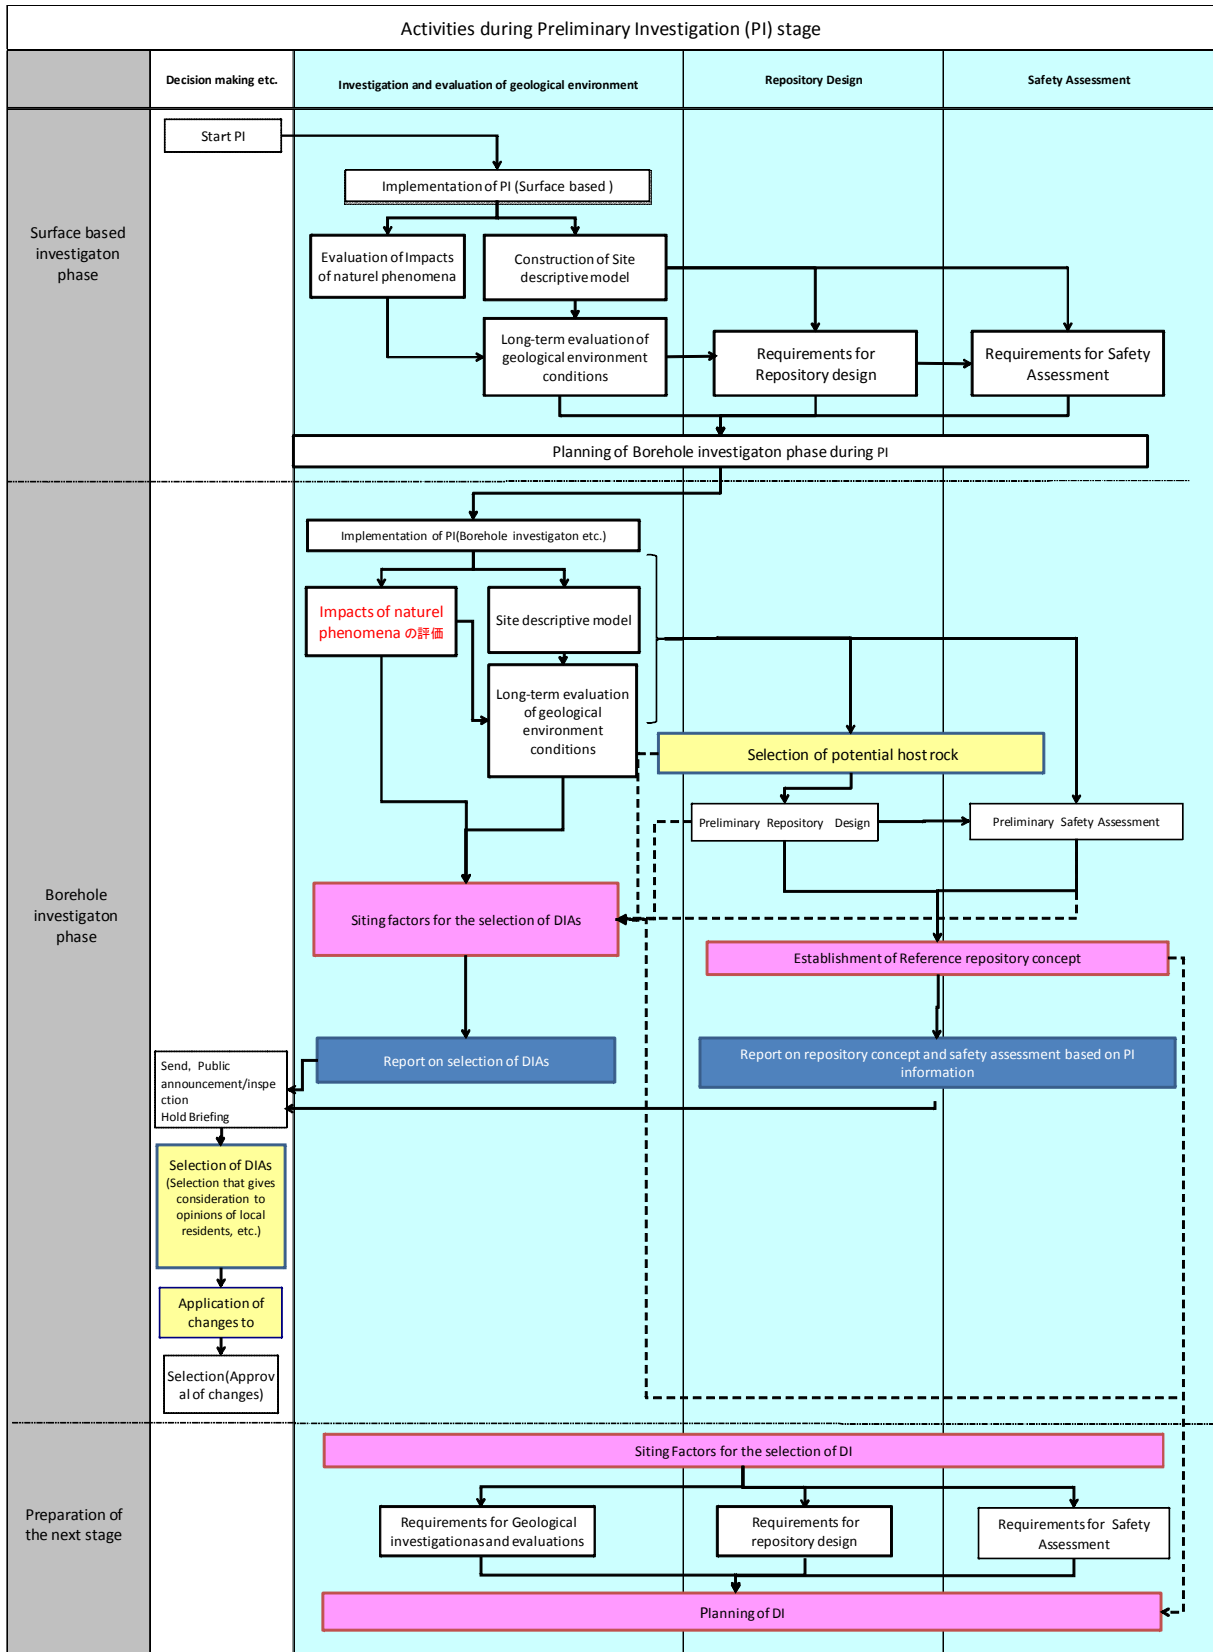 Activities during Preliminary Investigation (PI) stage
Decision making etc.
Investigation and evaluation of geological environment
Repository Design
Safety Assessment
Surface based
investigaton
phase
Start PI
Implementation of PI (Surface based )
Evaluation of Impacts
of naturel phenomena
Construction of Site
descriptive model
Long-term evaluation of
geological environment
conditions
Requirements for
Repository design
Requirements for Safety
Assessment
Planning of Borehole investigaton phase during PI
Borehole
investigaton
phase
Implementation of PI(Borehole investigaton etc.)
Impacts of naturel
phenomena の評価
Site descriptive model
Long-term evaluation
of geological
environment
conditions
Selection of potential host rock
Preliminary Repository Design
Preliminary Safety Assessment
Siting factors for the selection of DIAs
Establishment of Reference repository concept
Report on selection of DIAs
Report on repository concept and safety assessment based on PI
information
Send, Public
announcement/inspe
ction
Hold Briefing
Selection of DIAs
(Selection that gives
consideration to
opinions of local
residents, etc.)
Application of
changes to
Selection(Approv
al of changes)
Preparation of
the next stage
Siting Factors for the selection of DI
Requirements for Geological
investigationas and evaluations
Requirements for
repository design
Requirements for Safety
Assessment
Planning of DI